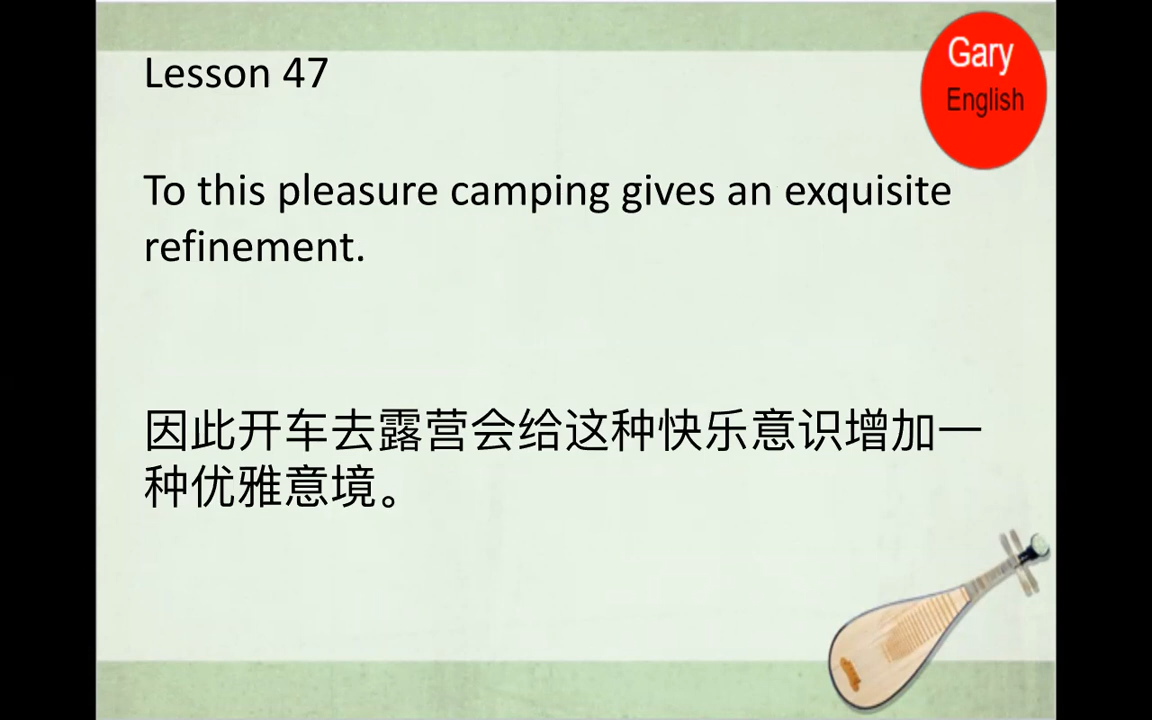 Lesson 47
Gary
English
To this pleasure camping gives an exquisite
refinement.
因此开车去露营会给这种快乐意识增加一
种优雅意境。